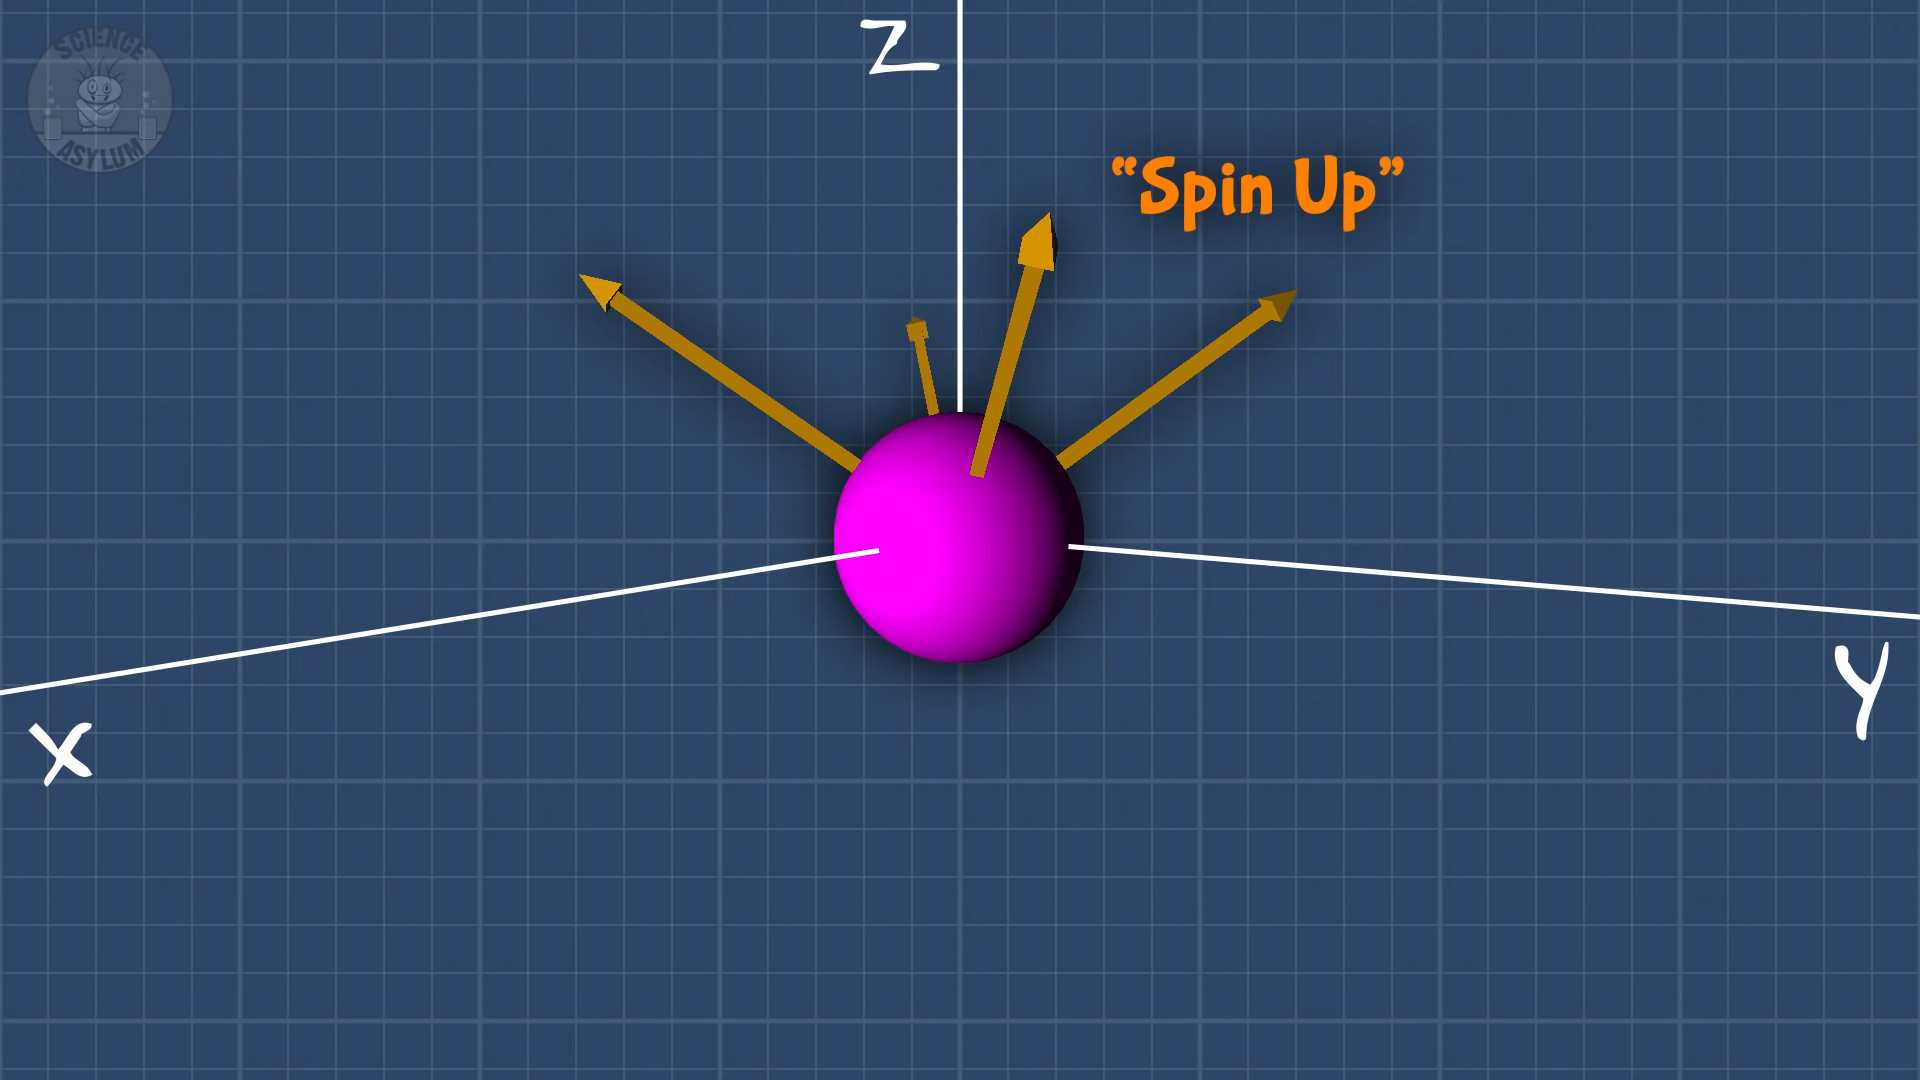 SCIENCE
ASYLUM
Z
“Spin Up”
X
Y